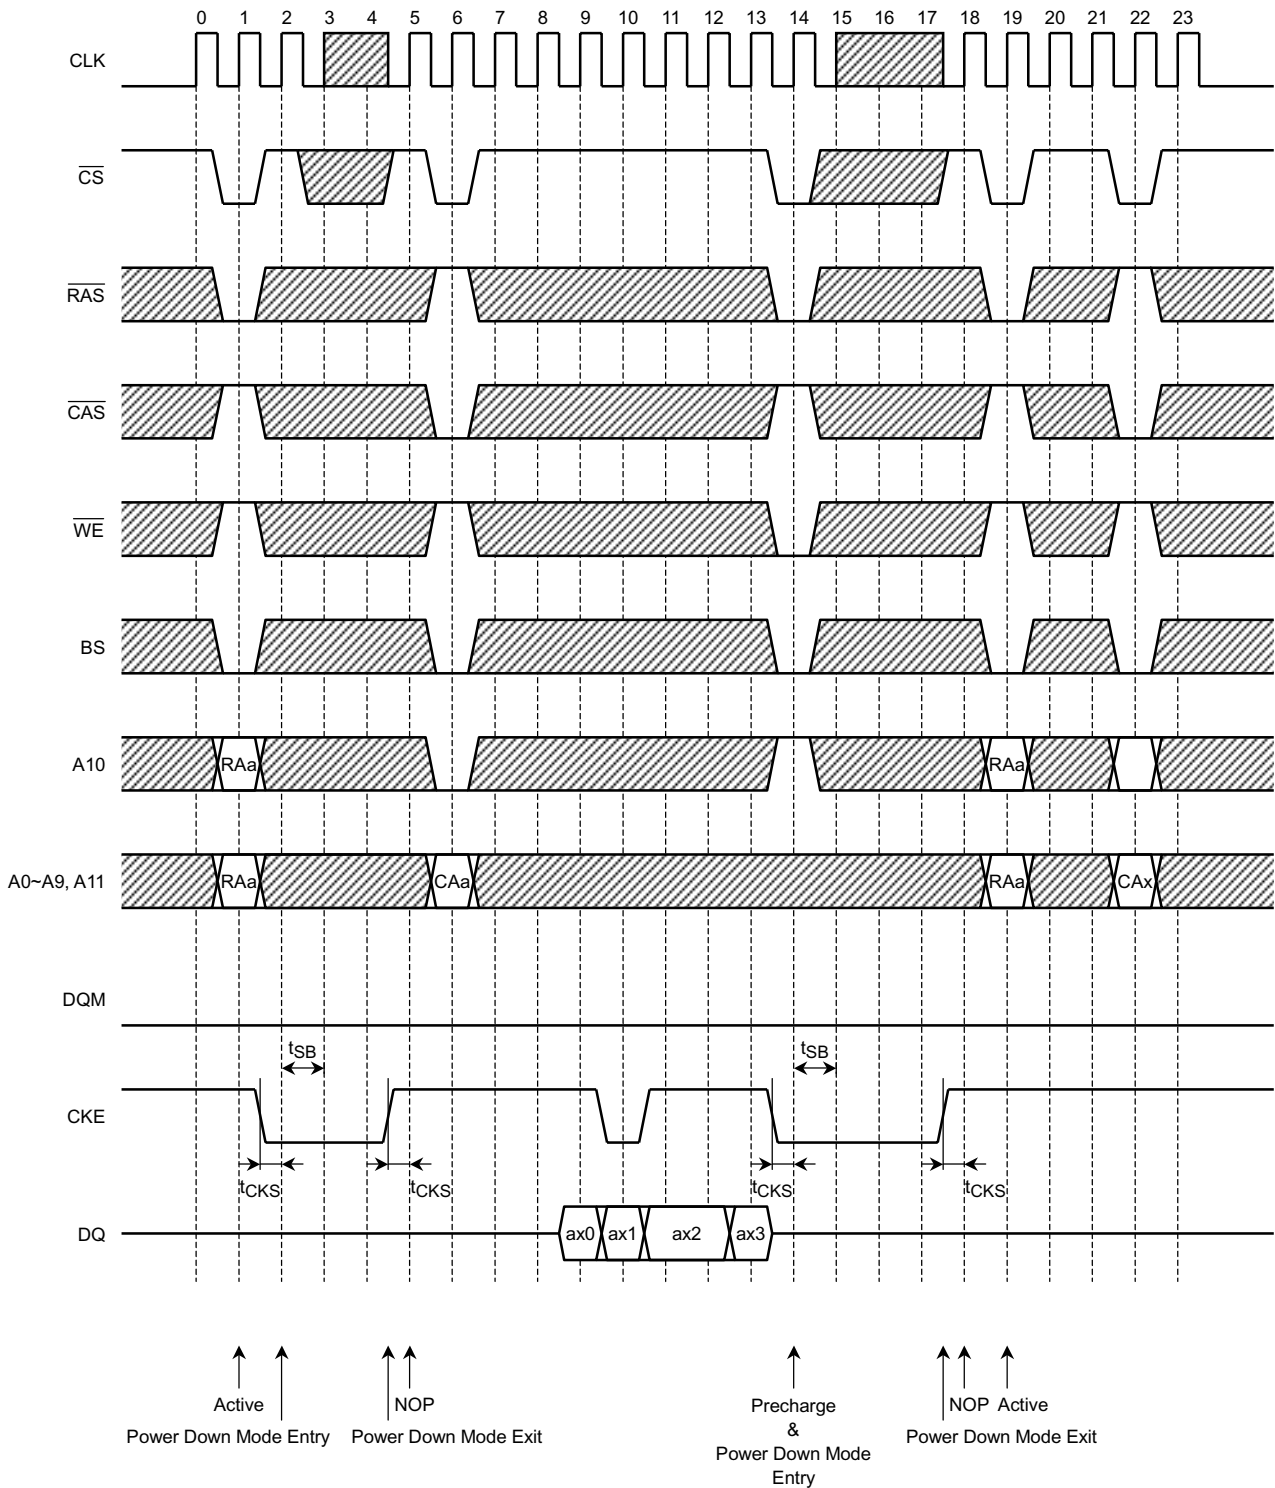 0 1 2 3 4 5 6 7 8 9 10 11 12 13 14 15 16 17 18 19 20 21 22 23
CLK
CS
RAS
CAS
WE
BS
A10
RAa RAa
A0~A9, A11
RAa CAa RAa CAx
DQM
tSB tSB
CKE
tCKS tCKS tCKS tCKS
DQ
ax0 ax1 ax2 ax3
Active NOP Precharge NOP Active
Power Down Mode Entry Power Down Mode Exit & Power Down Mode Exit
Power Down Mode
Entry